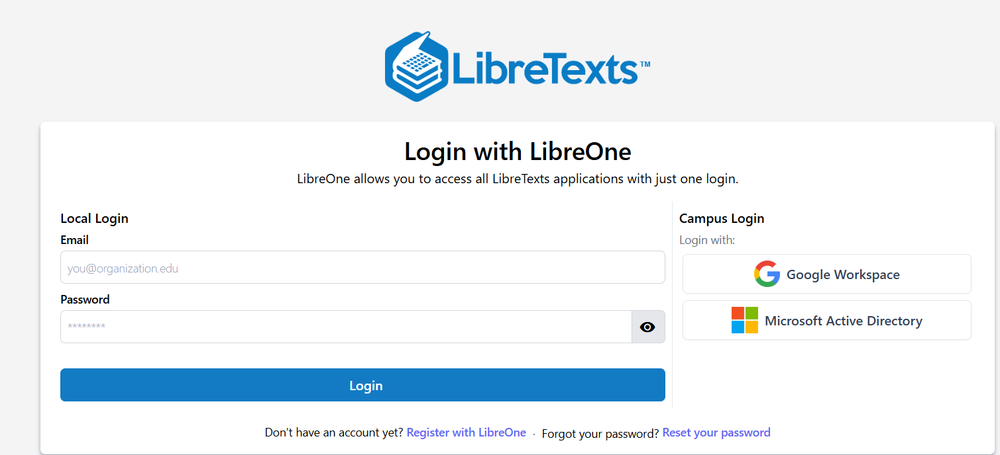 LibreTexts™
Login with LibreOne
LibreOne allows you to access all LibreTexts applications with just one login.
Local Login
Email
you@organization.edu
Password
********
Login
Campus Login
Login with:
Google Workspace
Microsoft Active Directory
Don't have an account yet? Register with LibreOne · Forgot your password? Reset your password